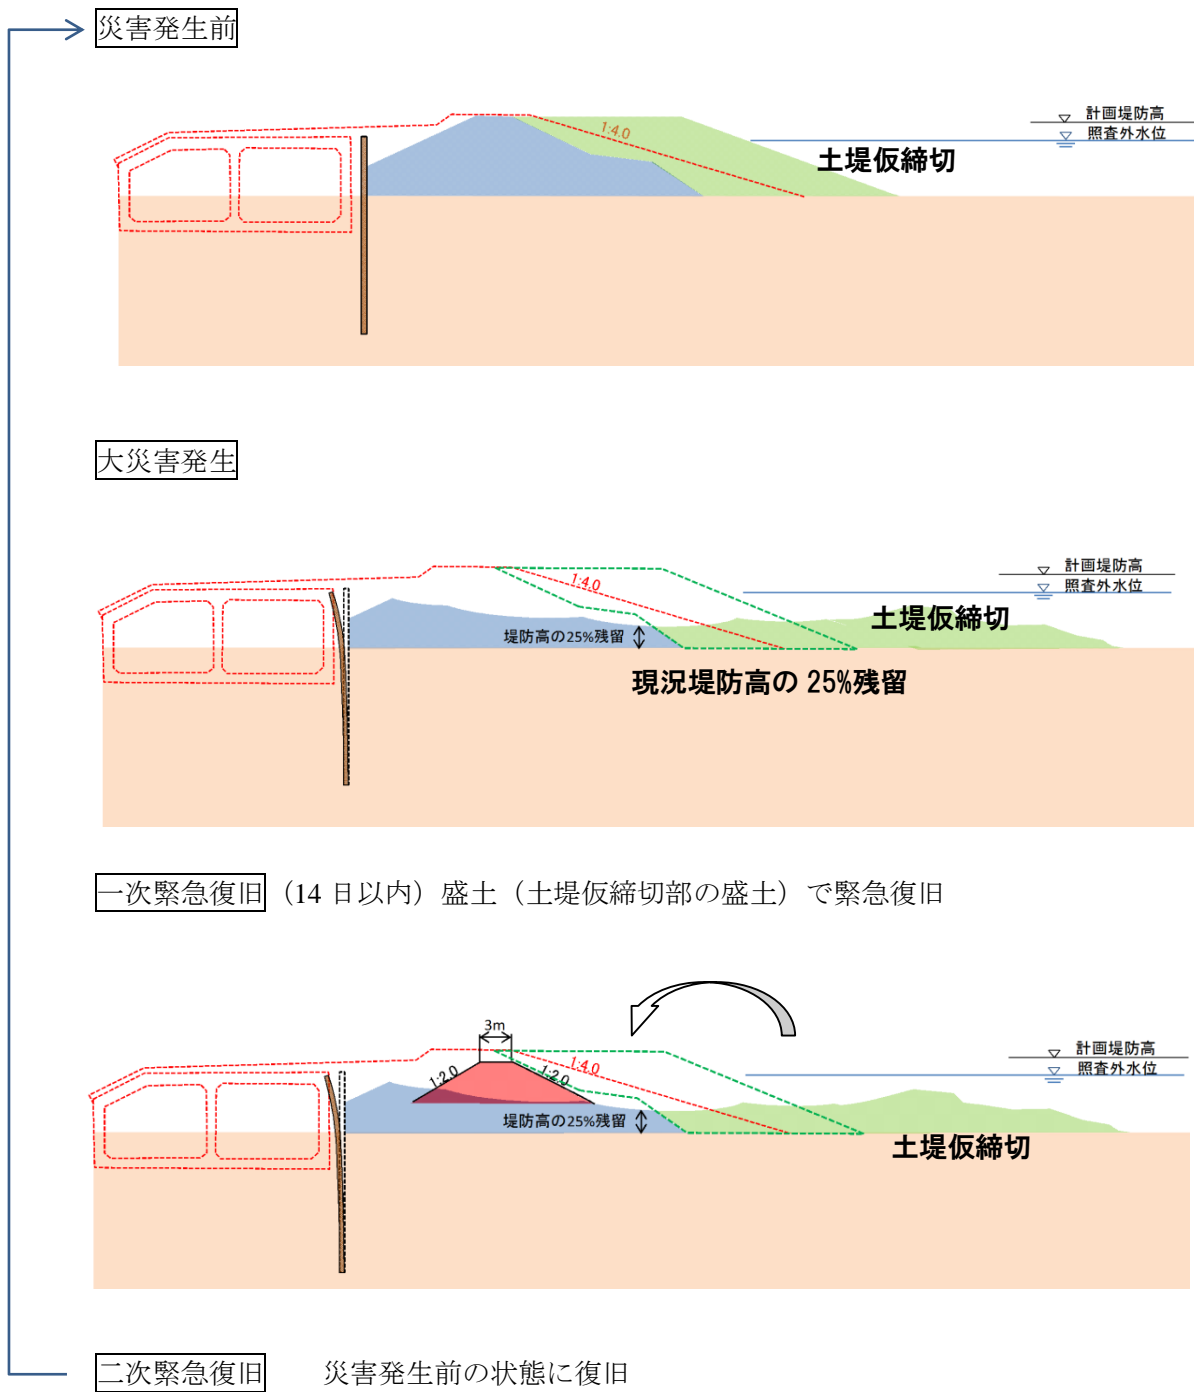 災害発生前
計画堤防高
照査外水位
1:4.0
土堤仮締切
大災害発生
計画堤防高
照査外水位
1:4.0
土堤仮締切
堤防高の25%残留
現況堤防高の 25%残留
一次緊急復旧（14 日以内）盛土（土堤仮締切部の盛土）で緊急復旧
3m
計画堤防高
照査外水位
1:2.0 1:2.0 1:4.0
堤防高の25%残留
土堤仮締切
二次緊急復旧 災害発生前の状態に復旧